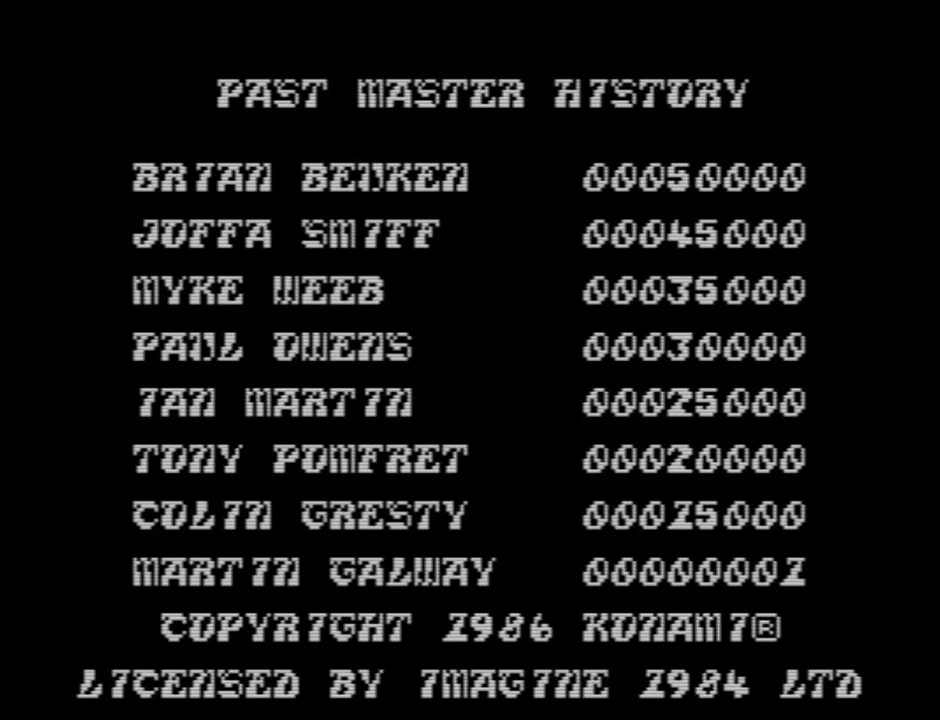 PAST MASTER HISTORY
BRIAN BEUKEN 00050000
JOFFA SMIFF 00045000
MYKE WEEB 00035000
PAUL OWENS 00030000
IAN MARTIN 00025000
TONY POMFRET 00020000
COLIN GRESTY 00015000
MARTIN GALWAY 00000001
COPYRIGHT 1986 KONAMI®
LICENSED BY IMAGINE 1984 LTD